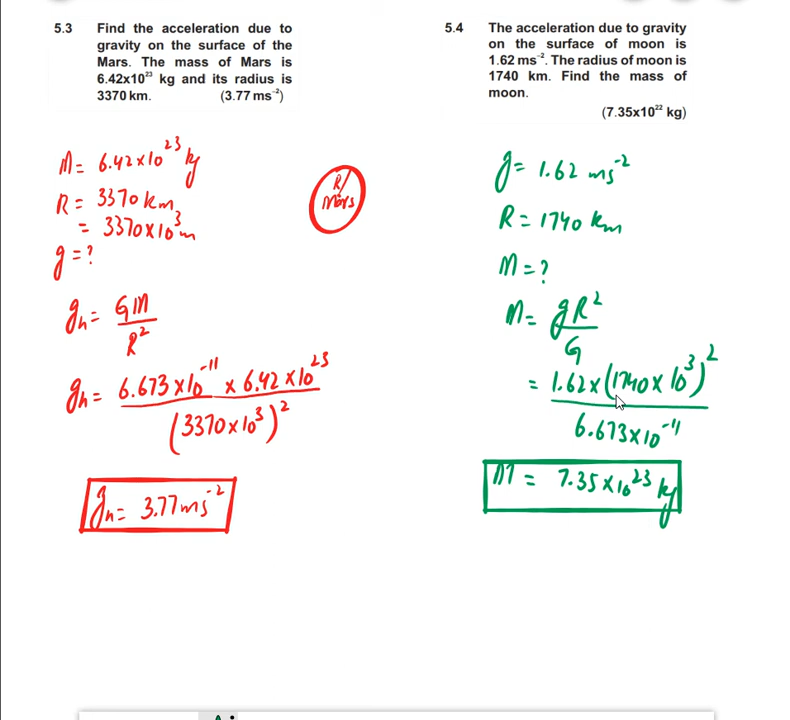 5.3 Find the acceleration due to
gravity on the surface of the
Mars. The mass of Mars is
6.42x10²³ kg and its radius is
3370 km. (3.77 ms⁻²)
M = 6.42 x 10²³ kg
R = 3370 km
= 3370 x 10³ m
g = ?
R/
Mars
gₕ = GM
R²
gₕ = 6.673 x 10⁻¹¹ x 6.42 x 10²³
(3370 x 10³)²
gₕ = 3.77 ms⁻²
5.4 The acceleration due to gravity
on the surface of moon is
1.62 ms⁻². The radius of moon is
1740 km. Find the mass of
moon.
(7.35x10²² kg)
g = 1.62 ms⁻²
R = 1740 km
M = ?
M = gR²
G
= 1.62 x (1740 x 10³)²
6.673 x 10⁻¹¹
M = 7.35 x 10²³ kg